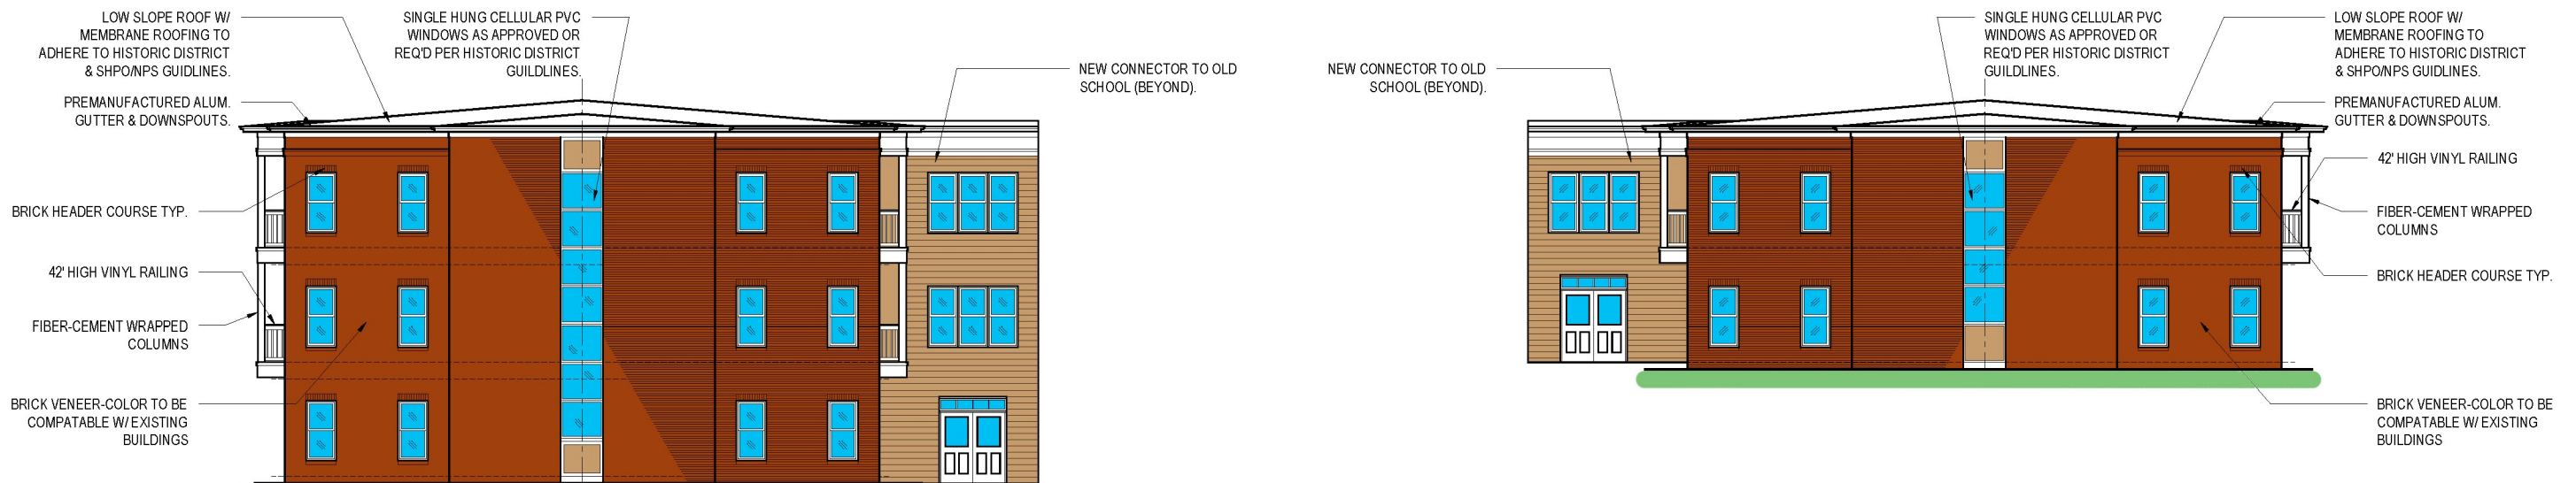 LOW SLOPE ROOF W/
MEMBRANE ROOFING TO
ADHERE TO HISTORIC DISTRICT
& SHPO/NPS GUIDLINES.
PREMANUFACTURED ALUM.
GUTTER & DOWNSPOUTS.
BRICK HEADER COURSE TYP.
42' HIGH VINYL RAILING
FIBER-CEMENT WRAPPED
COLUMNS
BRICK VENEER-COLOR TO BE
COMPATABLE W/ EXISTING
BUILDINGS
SINGLE HUNG CELLULAR PVC
WINDOWS AS APPROVED OR
REQ'D PER HISTORIC DISTRICT
GUILDLINES.
NEW CONNECTOR TO OLD
SCHOOL (BEYOND).
NEW CONNECTOR TO OLD
SCHOOL (BEYOND).
SINGLE HUNG CELLULAR PVC
WINDOWS AS APPROVED OR
REQ'D PER HISTORIC DISTRICT
GUILDLINES.
LOW SLOPE ROOF W/
MEMBRANE ROOFING TO
ADHERE TO HISTORIC DISTRICT
& SHPO/NPS GUIDLINES.
PREMANUFACTURED ALUM.
GUTTER & DOWNSPOUTS.
42' HIGH VINYL RAILING
FIBER-CEMENT WRAPPED
COLUMNS
BRICK HEADER COURSE TYP.
BRICK VENEER-COLOR TO BE
COMPATABLE W/ EXISTING
BUILDINGS